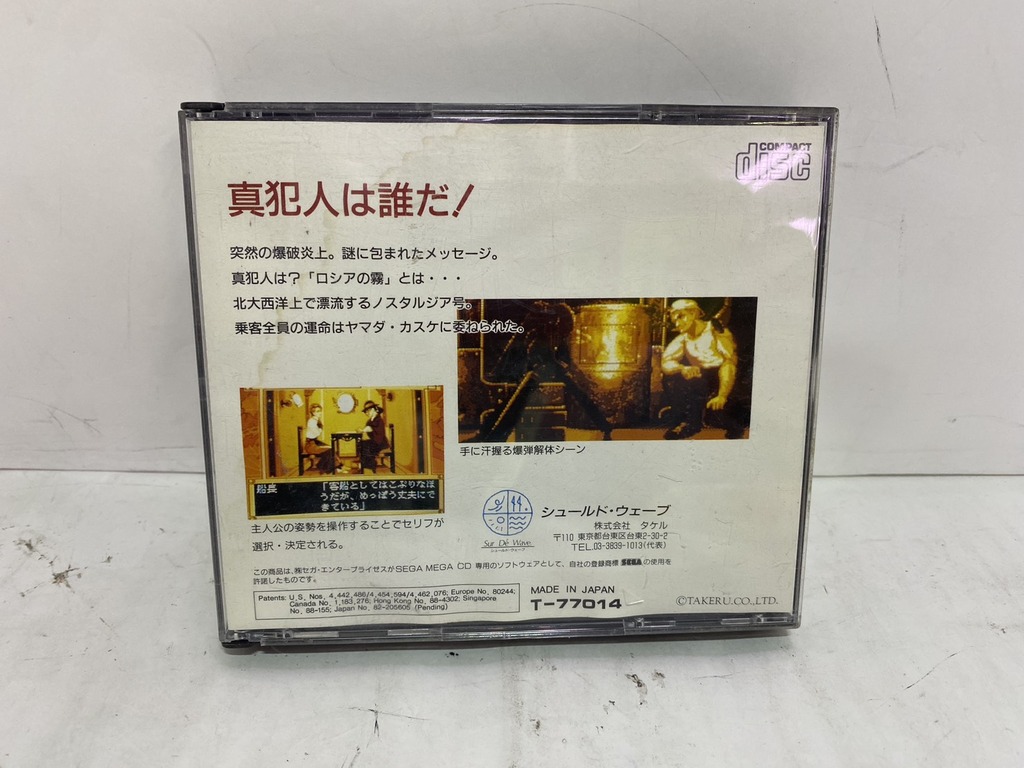 COMPACT
disc
真犯人は誰だ!
突然の爆破炎上。謎に包まれたメッセージ。
真犯人は?「ロシアの霧」とは・・・
北大西洋上で漂流するノスタルジア号。
乗客全員の運命はヤマダ・カスケに委ねられた。
手に汗握る爆弾解体シーン
船長 「客船としてはこぶりなほ
うだが、めっぽう丈夫にで
きている」
主人公の姿勢を操作することでセリフが
選択・決定される。
Sur Dé Wave
シュールド・ウェーブ
シュールド・ウェーブ
株式会社 タケル
〒110 東京都台東区台東2-30-2
TEL.03-3839-1013(代表)
この商品は、㈱セガ・エンタープライゼスがSEGA MEGA CD 専用のソフトウェアとして、自社の登録商標 SEGA の使用を
許諾したものです。
Patents: U.S. Nos. 4,442,486/4,454,594/4,462,076; Europe No. 80244;
Canada No. 1,183,276; Hong Kong No. 88-4302; Singapore
No. 88-155; Japan No. 82-205605 (Pending)
MADE IN JAPAN
T-77014
©TAKERU.CO.,LTD.